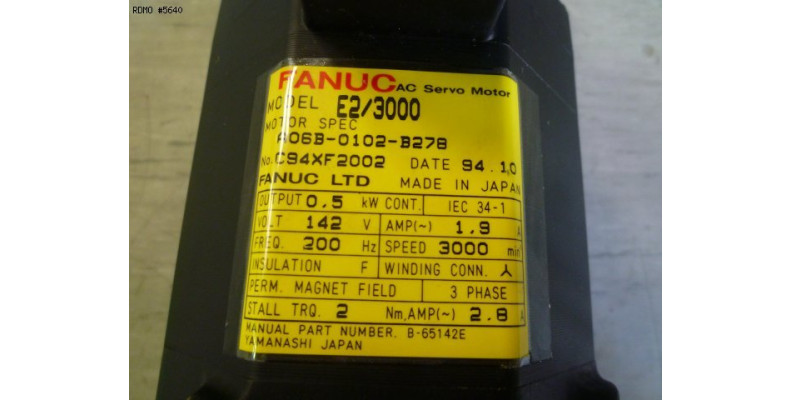 RDMO #5640
FANUC AC Servo Motor
MODEL E2/3000
MOTOR SPEC
A06B-0102-B278
No. C94XF2002 DATE 94.10
FANUC LTD MADE IN JAPAN
OUTPUT 0.5 kW CONT. IEC 34-1
VOLT 142 V AMP(~) 1.9 A
FREQ. 200 Hz SPEED 3000 min
INSULATION F WINDING CONN. 人
PERM. MAGNET FIELD 3 PHASE
STALL TRQ. 2 Nm, AMP(~) 2.8 A
MANUAL PART NUMBER. B-65142E
YAMANASHI JAPAN